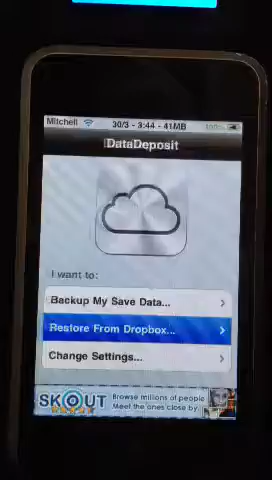 Mitchell 30/3 - 3:44 - 41MB 100%
DataDeposit
I want to:
Backup My Save Data...
Restore From Dropbox...
Change Settings...
SKOUT
Browse millions of people
Meet the ones close by